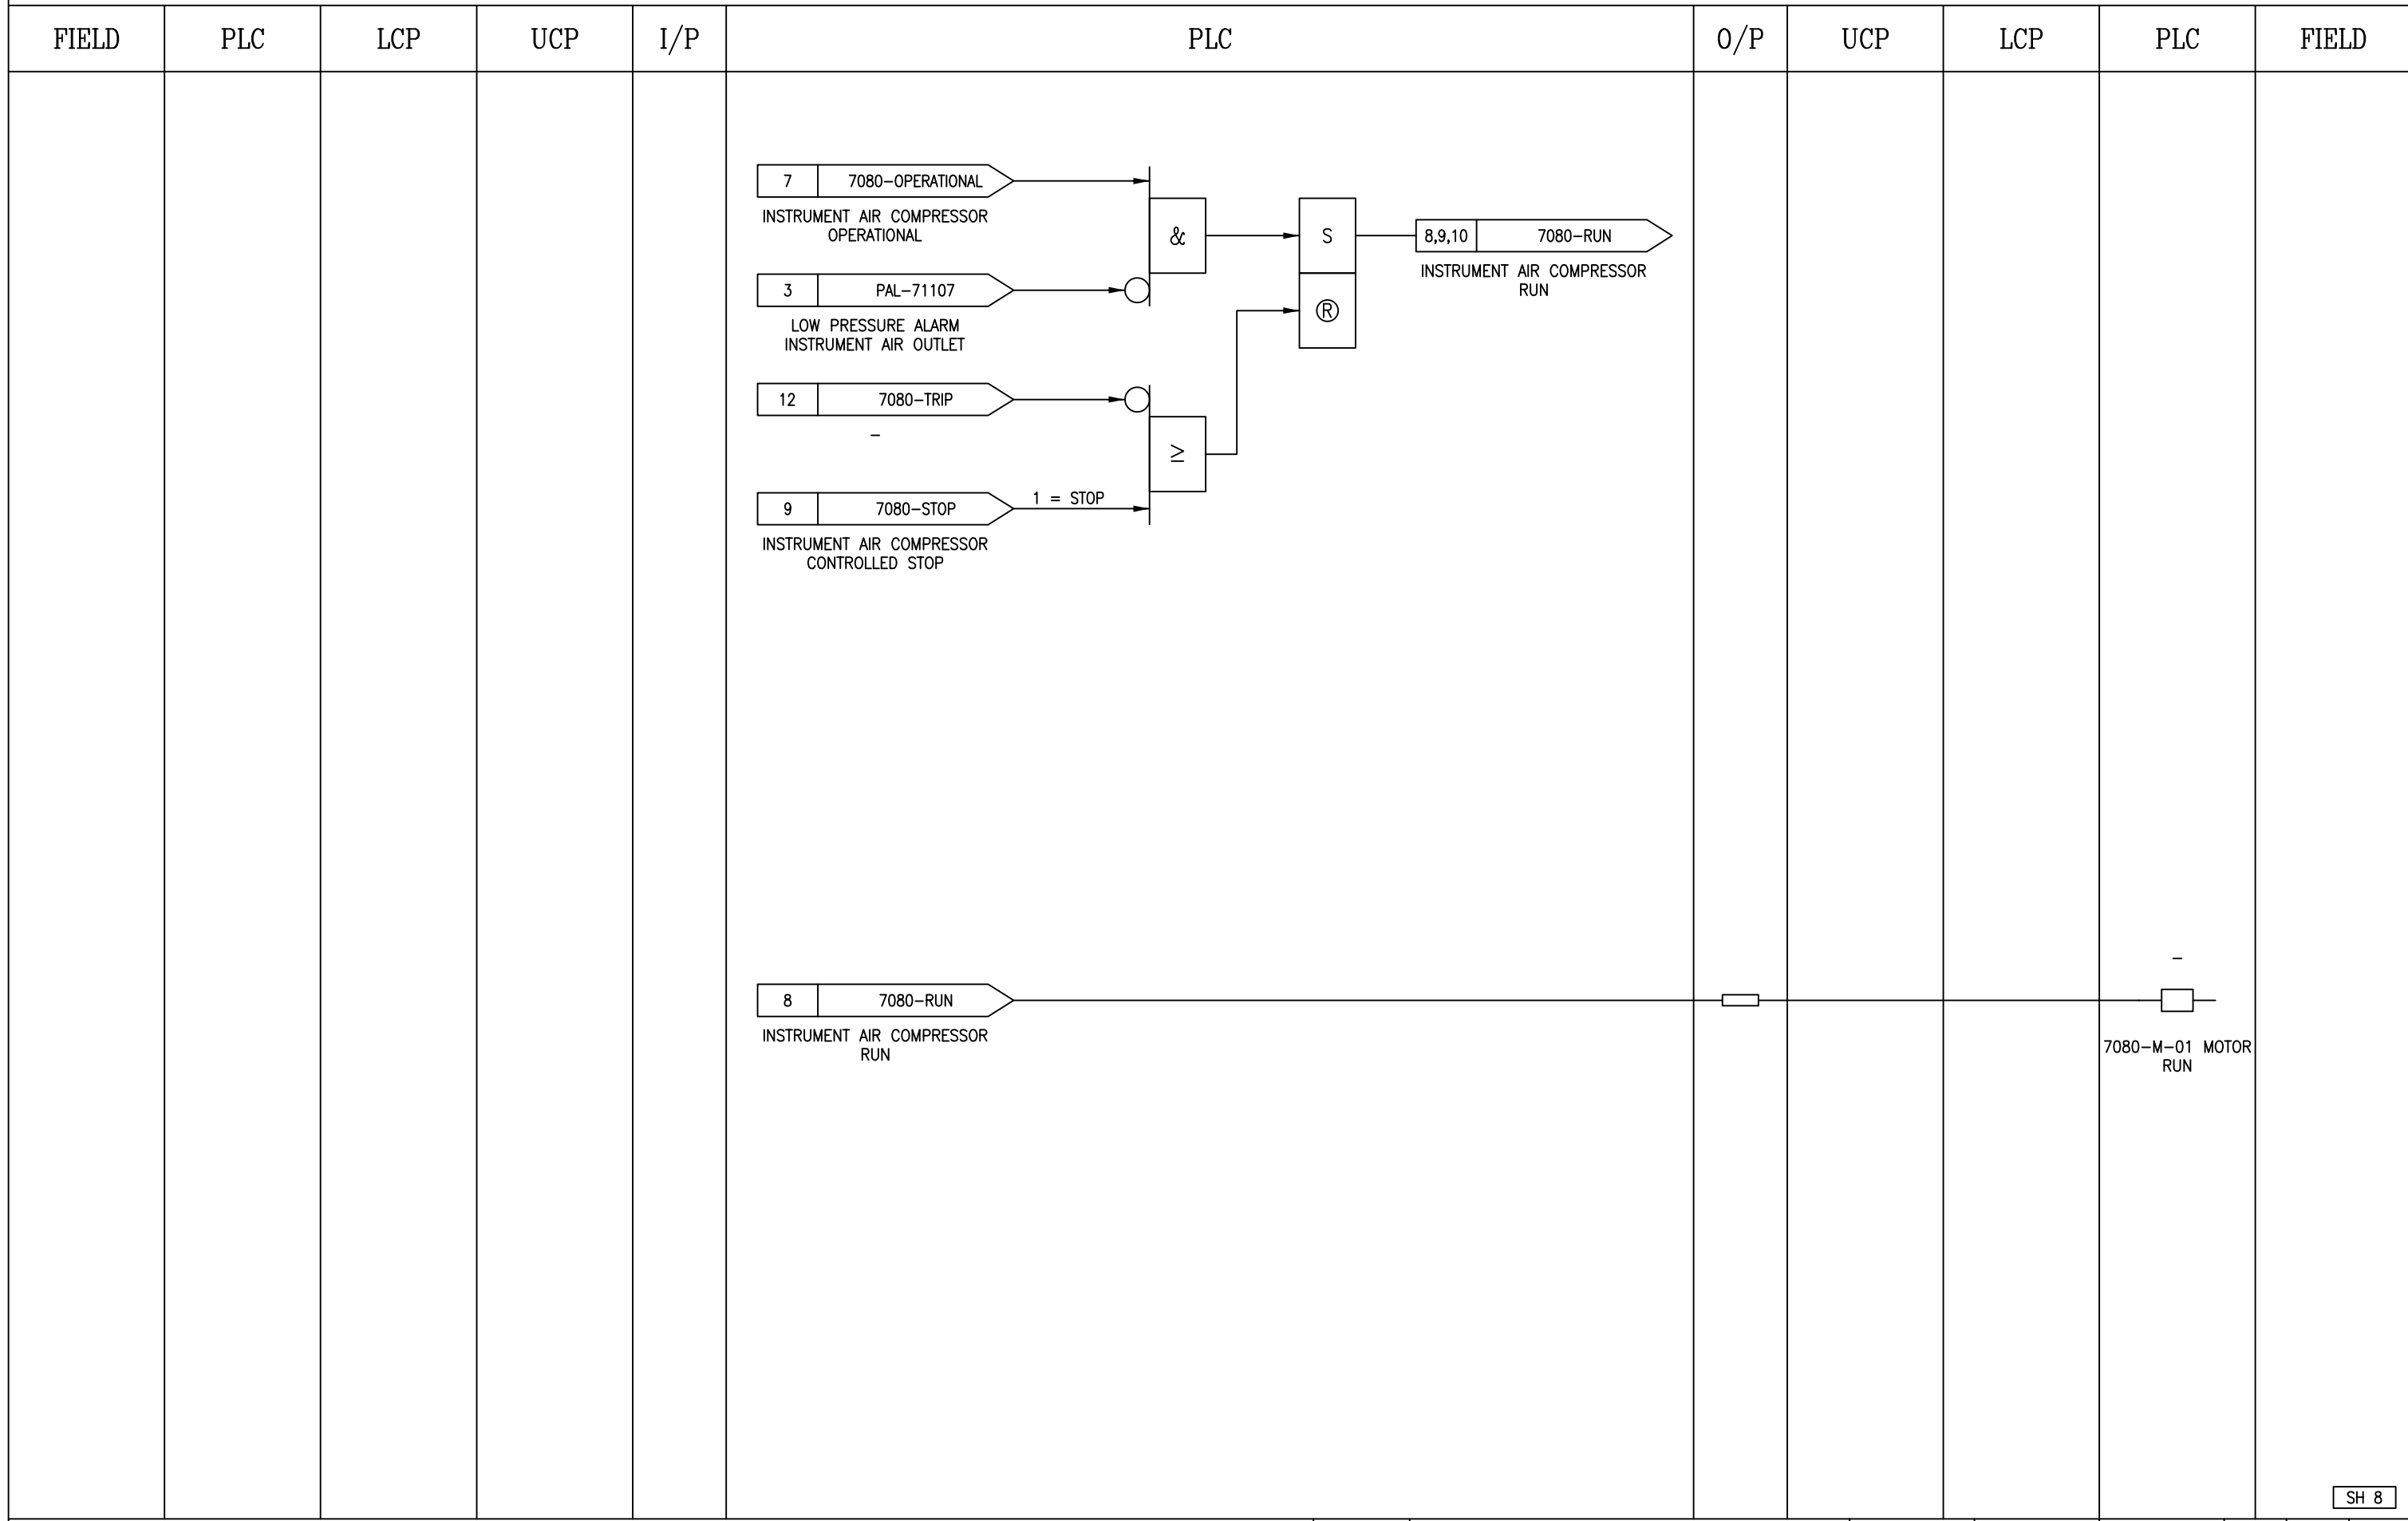 FIELD PLC LCP UCP I/P PLC O/P UCP LCP PLC FIELD
7 7080-OPERATIONAL
INSTRUMENT AIR COMPRESSOR
OPERATIONAL
& S 8,9,10 7080-RUN
INSTRUMENT AIR COMPRESSOR
RUN
3 PAL-71107
LOW PRESSURE ALARM
INSTRUMENT AIR OUTLET
Ⓡ
12 7080-TRIP
-
≥
9 7080-STOP 1 = STOP
INSTRUMENT AIR COMPRESSOR
CONTROLLED STOP
-
8 7080-RUN
INSTRUMENT AIR COMPRESSOR
RUN
7080-M-01 MOTOR
RUN
SH 8